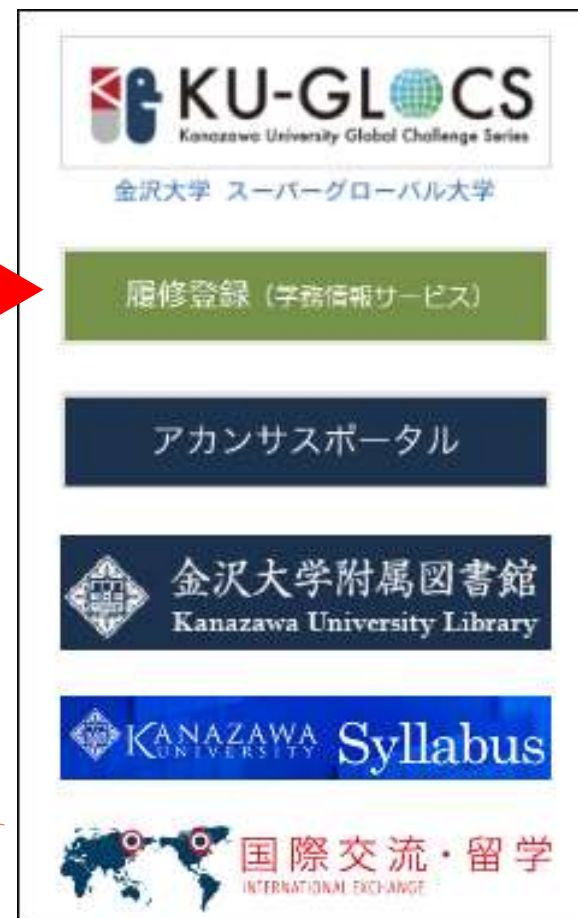 KU-GLOCS
Kanazawa University Global Challenge Series
金沢大学 スーパーグローバル大学
履修登録（学務情報サービス）
アカンサスポータル
金沢大学附属図書館
Kanazawa University Library
KANAZAWA UNIVERSITY Syllabus
国際交流・留学
INTERNATIONAL EXCHANGE